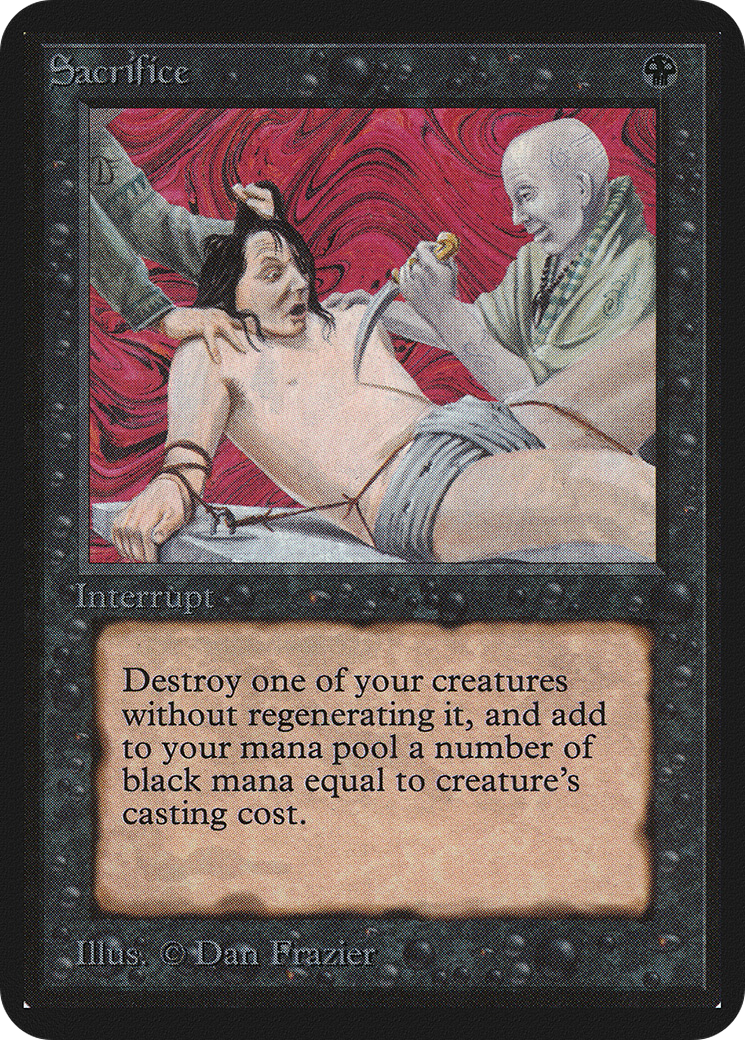 Sacrifice
DF
Interrupt
Destroy one of your creatures
without regenerating it, and add
to your mana pool a number of
black mana equal to creature's
casting cost.
Illus. © Dan Frazier